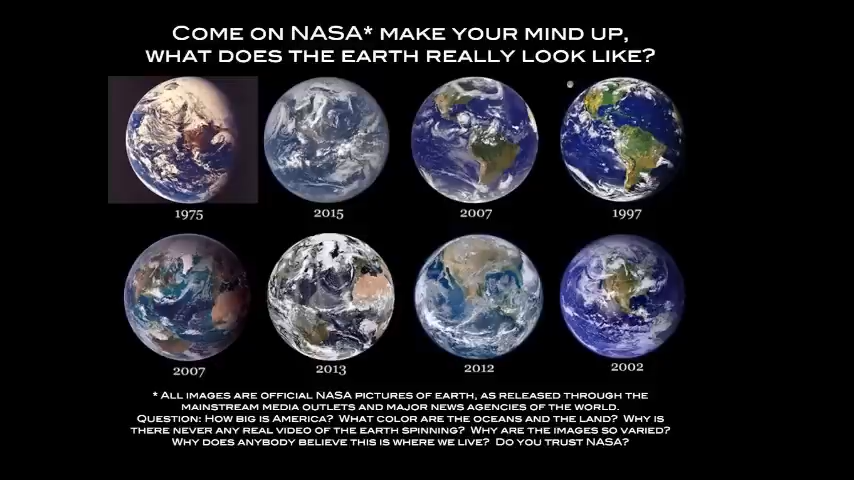 Come on NASA* make your mind up,
what does the earth really look like?
1975
2015
2007
1997
2007
2013
2012
2002
* All images are official NASA pictures of earth, as released through the
mainstream media outlets and major news agencies of the world.
Question: How big is America? What color are the oceans and the land? Why is
there never any real video of the earth spinning? Why are the images so varied?
Why does anybody believe this is where we live? Do you trust NASA?